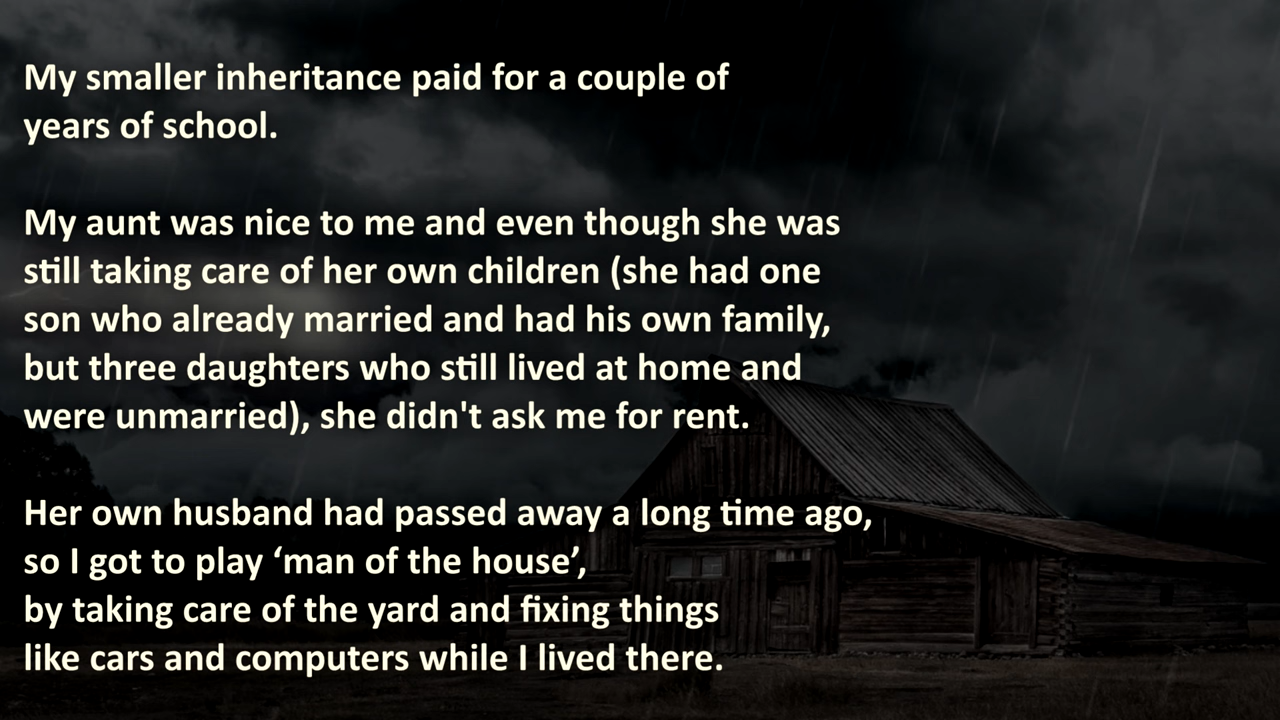 My smaller inheritance paid for a couple of
years of school.
My aunt was nice to me and even though she was
still taking care of her own children (she had one
son who already married and had his own family,
but three daughters who still lived at home and
were unmarried), she didn't ask me for rent.
Her own husband had passed away a long time ago,
so I got to play ‘man of the house’,
by taking care of the yard and fixing things
like cars and computers while I lived there.